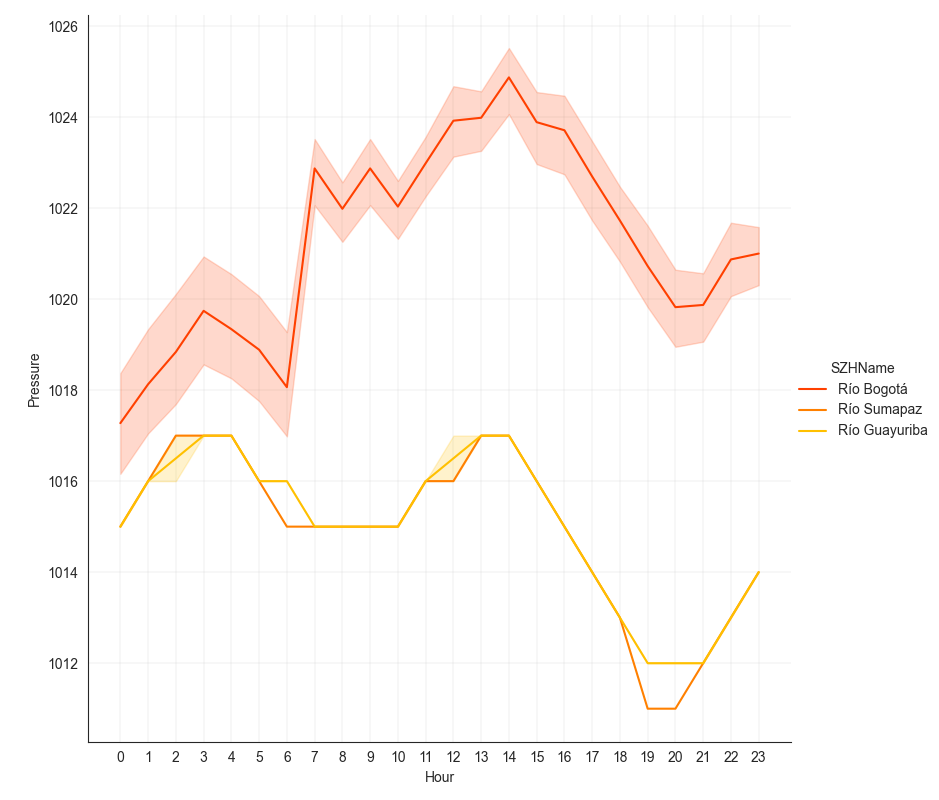 1026
1024
1022
1020
1018
1016
1014
1012
Pressure
0 1 2 3 4 5 6 7 8 9 10 11 12 13 14 15 16 17 18 19 20 21 22 23
Hour
SZHName
Río Bogotá
Río Sumapaz
Río Guayuriba